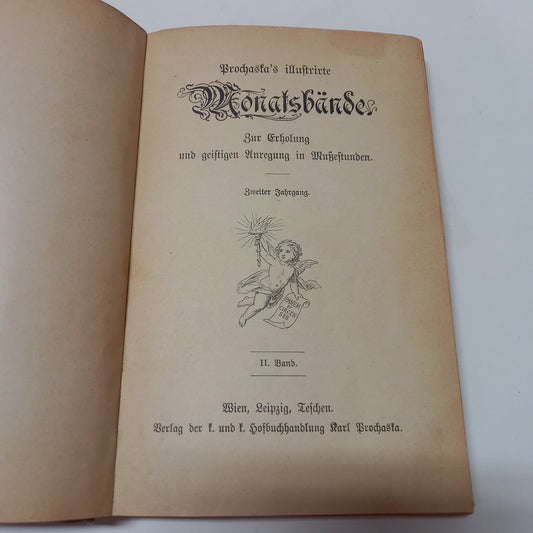 Prochaska's illustrirte
Monatsbände.
Zur Erholung
und geistigen Anregung in Mußestunden.
Zweiter Jahrgang.
II. Band.
Wien, Leipzig, Teschen.
Verlag der k. und k. Hofbuchhandlung Karl Prochaska.